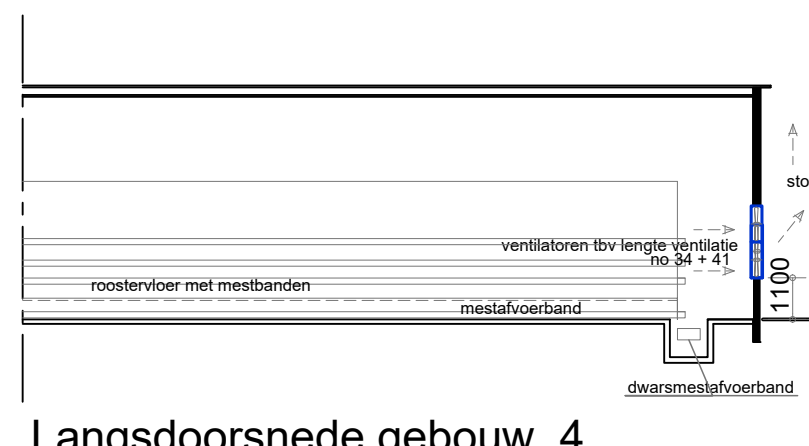 sto
ventilatoren tbv lengte ventilatie
no 34 + 41
1100
roostervloer met mestbanden
mestafvoerband
dwarsmestafvoerband
Langsdoorsnede gebouw 4